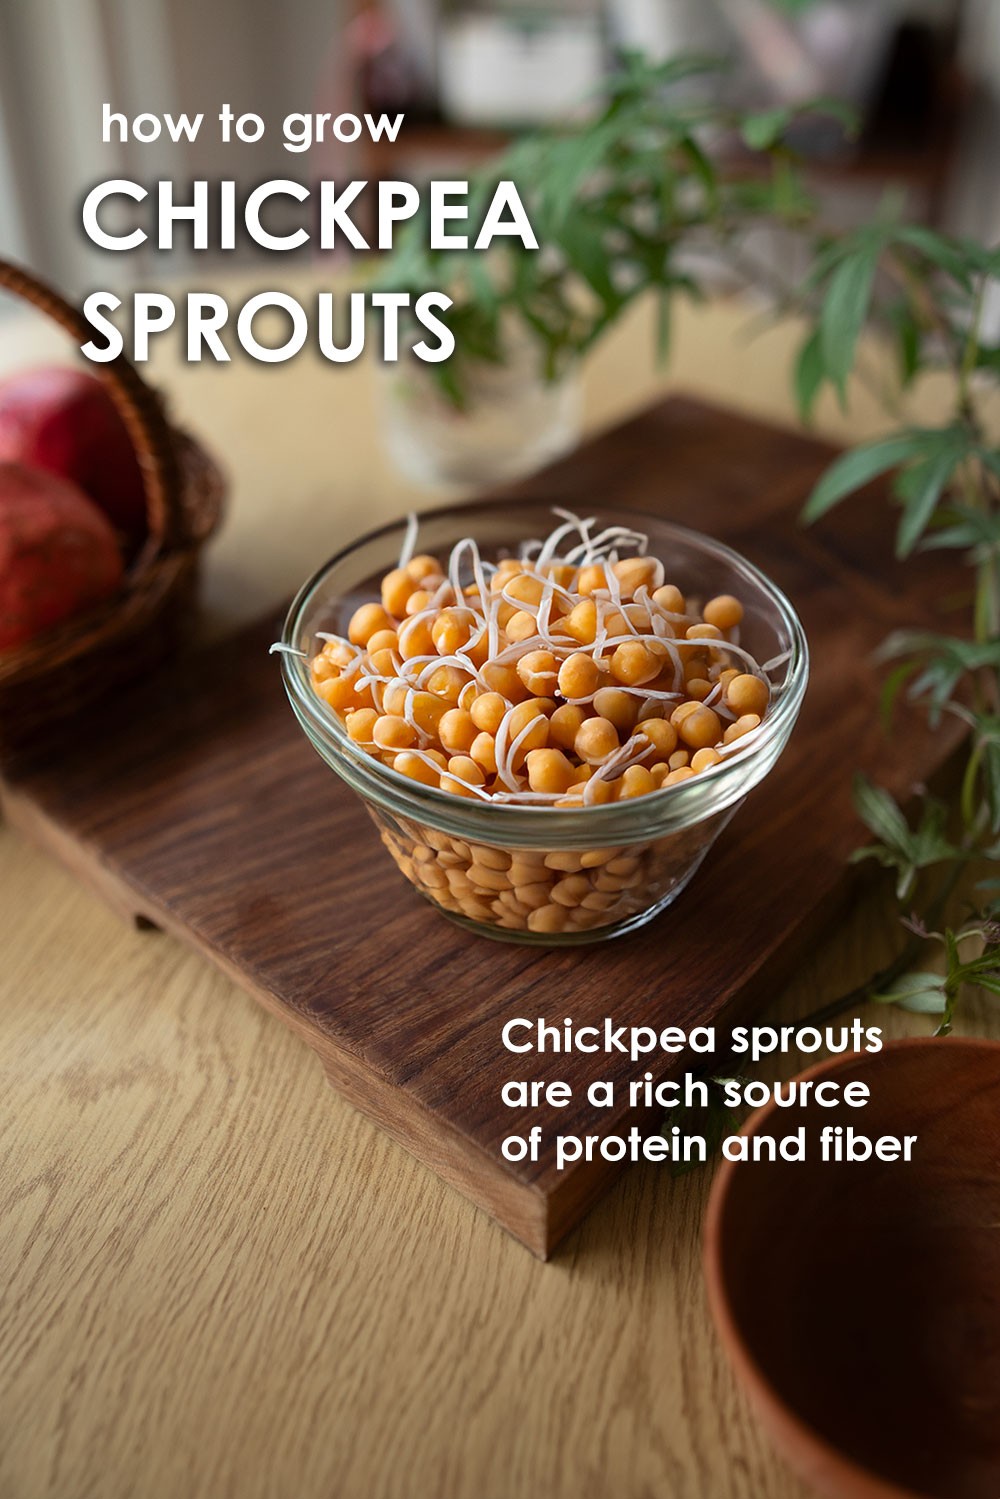 how to grow
CHICKPEA
SPROUTS
Chickpea sprouts
are a rich source
of protein and fiber